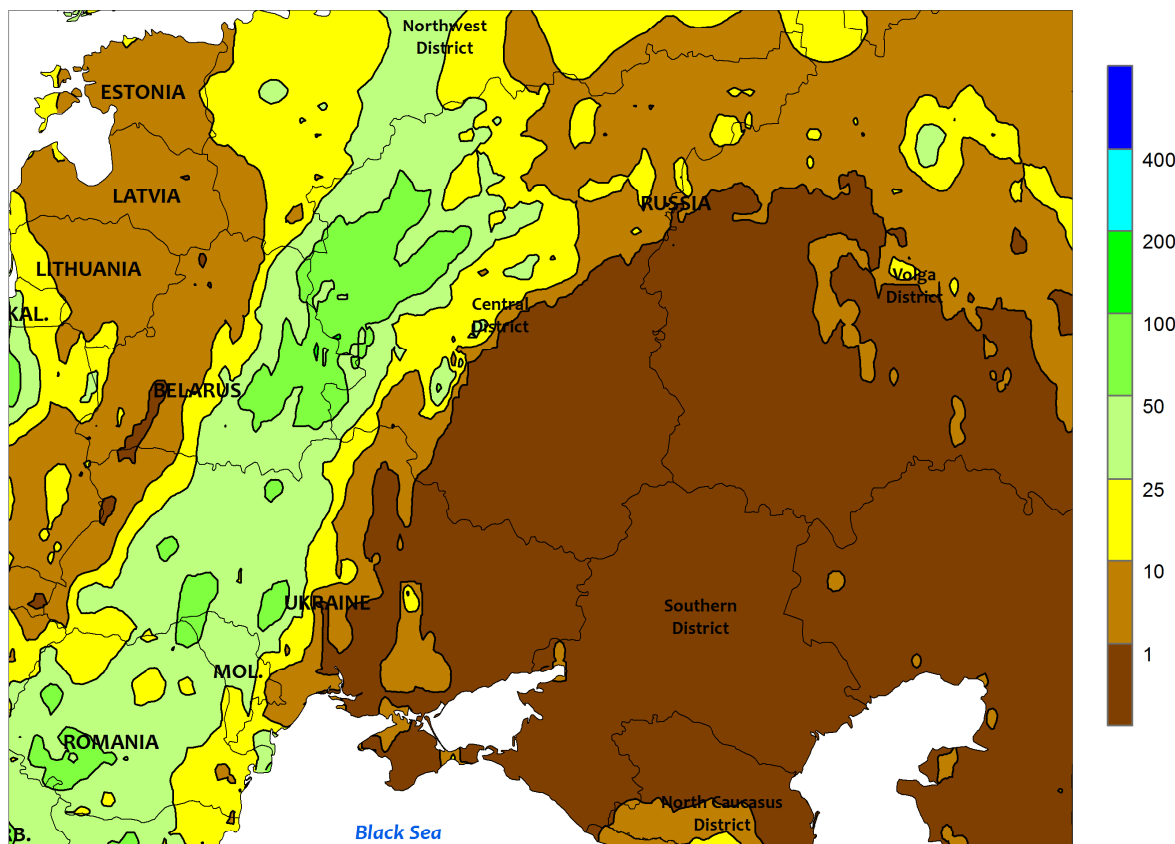 Northwest
District
ESTONIA
400
LATVIA
RUSSIA
200
LITHUANIA
Volga
District
KAL.
Central
District
100
BELARUS
50
25
10
UKRAINE
Southern
District
1
MOL.
ROMANIA
North Caucasus
District
Black Sea
RB.